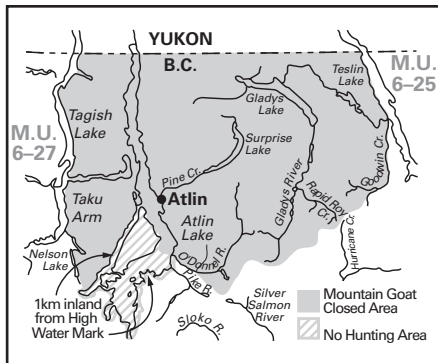 YUKON
B.C.
Teslin
Lake
M.U.
6–25
Gladys
Lake
Tagish
Lake
Surprise
Lake
M.U.
6–27
Pine Cr.
Goodwin Cr.
Gladys River
Rapid Roy
Cr.
Taku
Arm
Atlin
Atlin
Lake
Hurricane Cr.
O'Donnel R.
Nelson
Lake
Pike R.
1km inland
from High
Water Mark
Silver
Salmon
River
Sloko R.
Mountain Goat
Closed Area
No Hunting Area